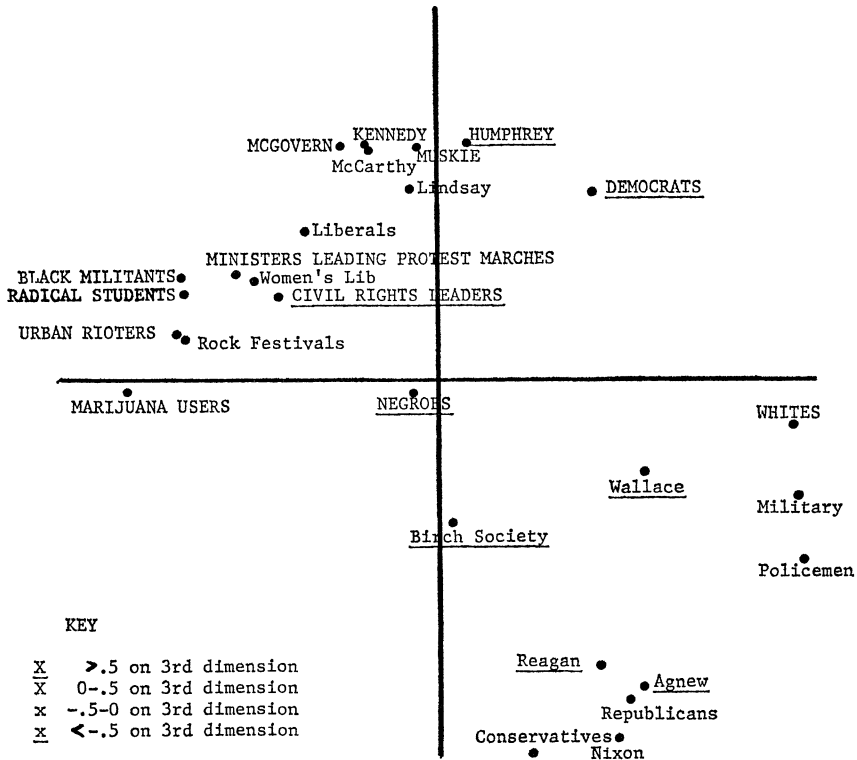 KENNEDY
HUMPHREY
MCGOVERN
MUSKIE
McCarthy
Lindsay
DEMOCRATS
Liberals
MINISTERS LEADING PROTEST MARCHES
BLACK MILITANTS
Women's Lib
RADICAL STUDENTS
CIVIL RIGHTS LEADERS
URBAN RIOTERS
Rock Festivals
MARIJUANA USERS
NEGROES
WHITES
Wallace
Military
Birch Society
Policemen
KEY
X >.5 on 3rd dimension
X 0-.5 on 3rd dimension
x -.5-0 on 3rd dimension
x <-.5 on 3rd dimension
Reagan
Agnew
Republicans
Conservatives
Nixon